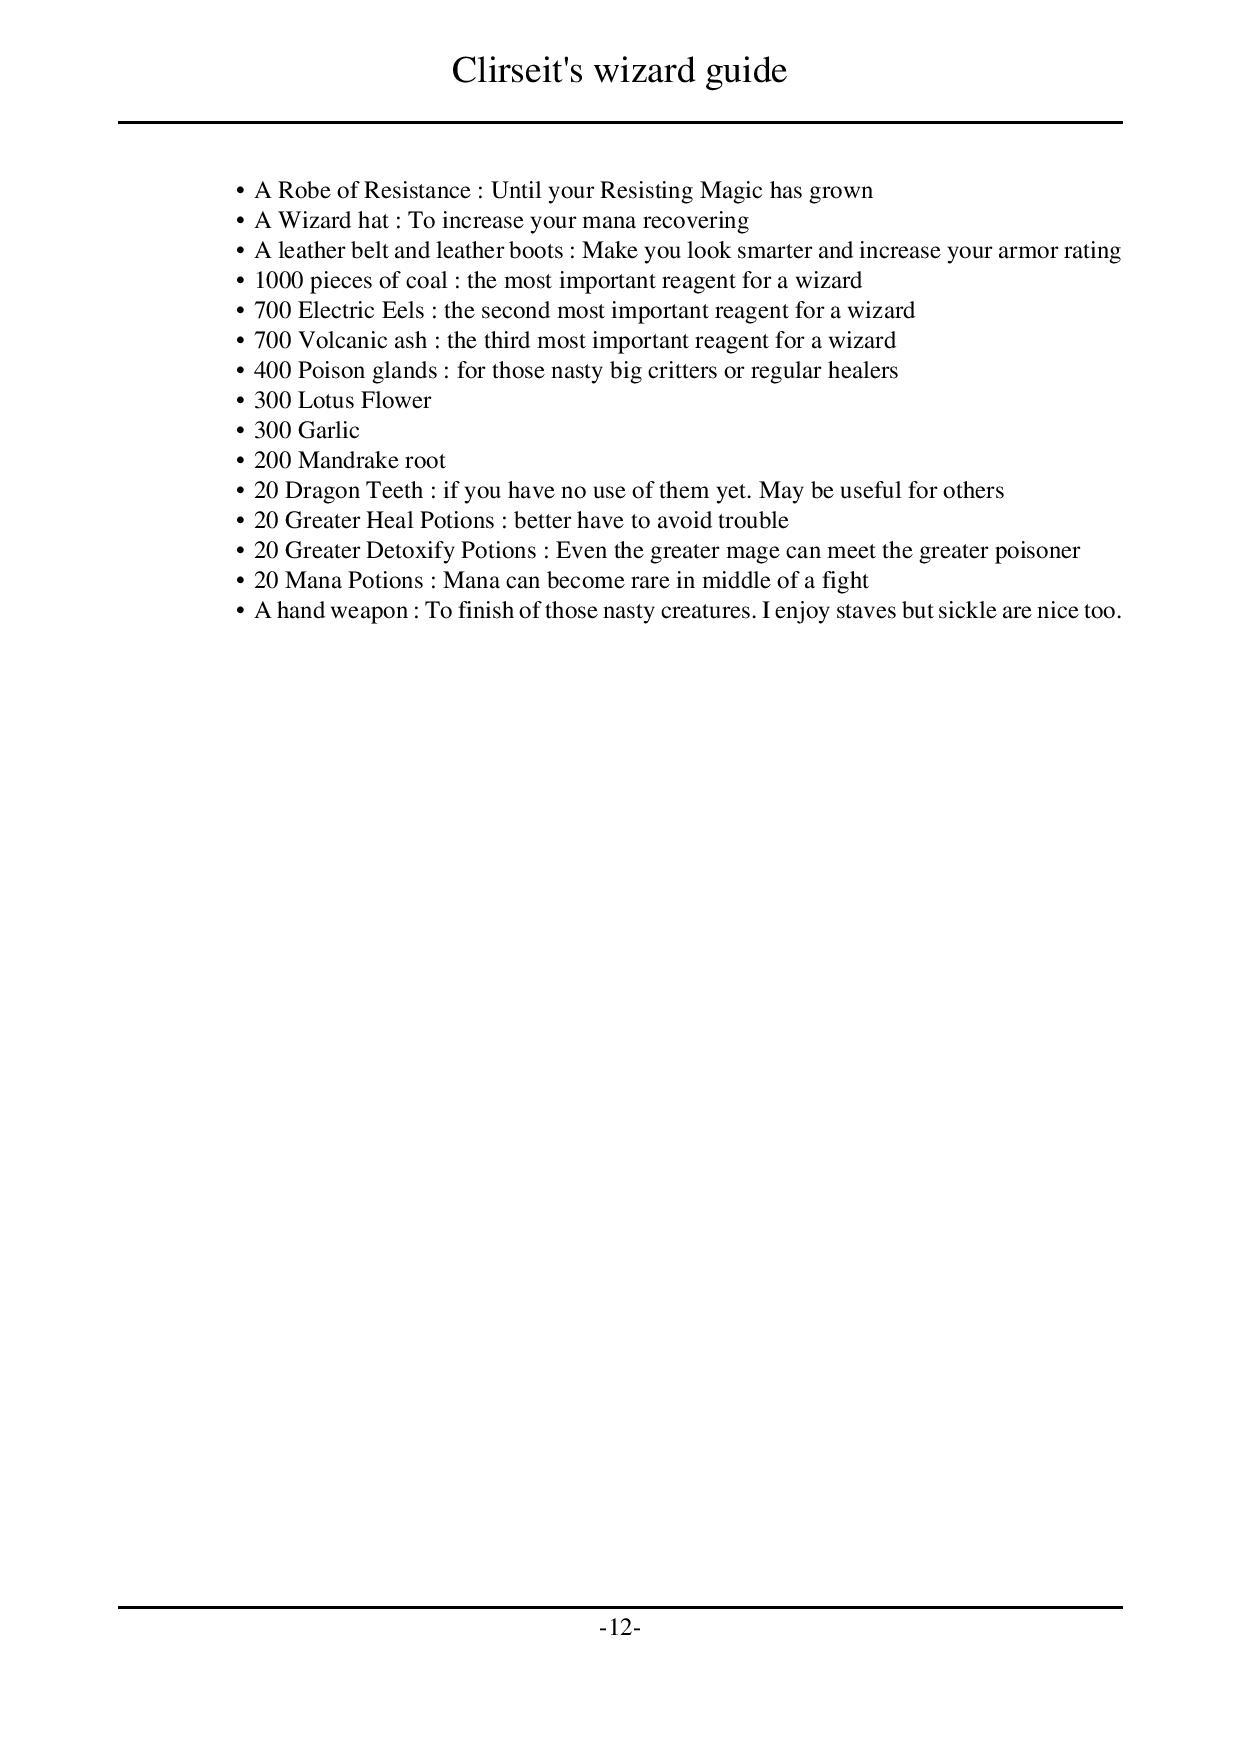 Clirseit's wizard guide
• A Robe of Resistance : Until your Resisting Magic has grown
• A Wizard hat : To increase your mana recovering
• A leather belt and leather boots : Make you look smarter and increase your armor rating
• 1000 pieces of coal : the most important reagent for a wizard
• 700 Electric Eels : the second most important reagent for a wizard
• 700 Volcanic ash : the third most important reagent for a wizard
• 400 Poison glands : for those nasty big critters or regular healers
• 300 Lotus Flower
• 300 Garlic
• 200 Mandrake root
• 20 Dragon Teeth : if you have no use of them yet. May be useful for others
• 20 Greater Heal Potions : better have to avoid trouble
• 20 Greater Detoxify Potions : Even the greater mage can meet the greater poisoner
• 20 Mana Potions : Mana can become rare in middle of a fight
• A hand weapon : To finish of those nasty creatures. I enjoy staves but sickle are nice too.
-12-